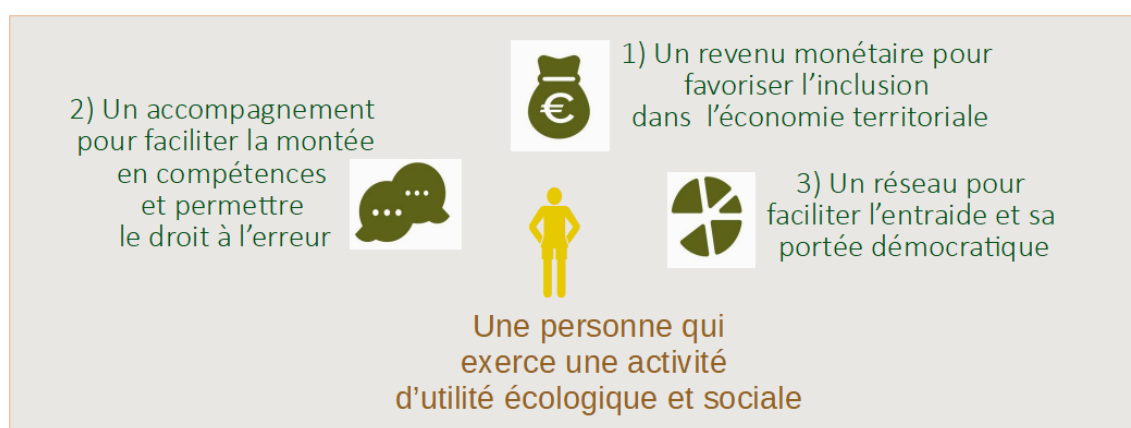 1) Un revenu monétaire pour
favoriser l'inclusion
dans l'économie territoriale
2) Un accompagnement
pour faciliter la montée
en compétences
et permettre
le droit à l'erreur
3) Un réseau pour
faciliter l'entraide et sa
portée démocratique
Une personne qui
exerce une activité
d'utilité écologique et sociale